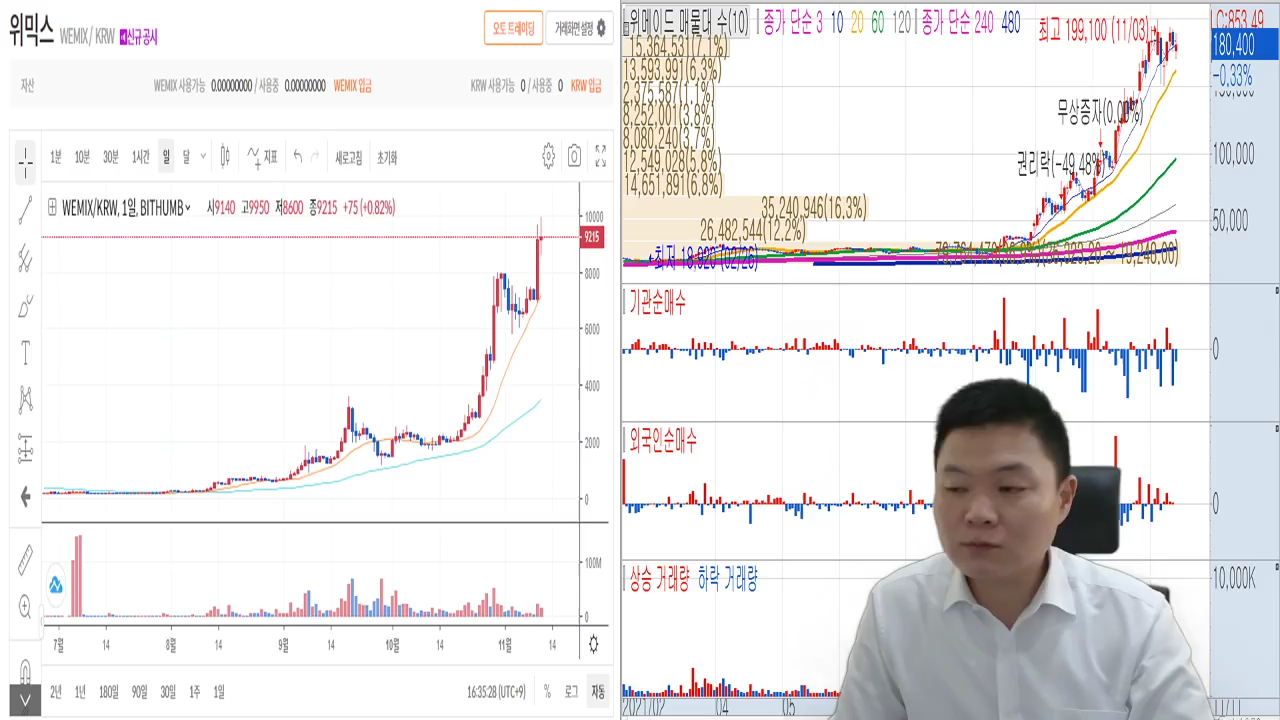 위믹스 WEMIX/ KRW 신규 공시
오토 트레이딩
거래화면 설정
자산
WEMIX 사용가능 0.00000000 / 사용중 0.00000000 WEMIX 입금
KRW 사용가능 0 / 사용중 0 KRW 입금
1분 10분 30분 1시간 일 달 지표 새로고침 초기화
WEMIX/KRW, 1일, BITHUMB 시9140 고9950 저8600 종9215 +75 (+0.82%)
10000
9215
8000
6000
4000
2000
0
100M
0
7월 14 8월 14 9월 14 10월 14 11월 14
2년 1년 180일 90일 30일 1주 1일
16:35:28 (UTC+9) % 로그 자동
위메이드 매물대 수(10) 종가 단순 3 10 20 60 120 종가 단순 240 480
최고 199,100 (11/03)
LC:853.49
180,400
-0.33%
15,364,531(7.1%)
13,593,991(6.3%)
2,375,587(1.1%)
8,252,001(3.8%)
8,080,240(3.7%)
12,549,028(5.8%)
14,651,891(6.8%)
35,240,946(16.3%)
26,482,544(12.2%)
무상증자(0.00%)
권리락(-49.48%)
100,000
50,000
기관순매수
0
외국인순매수
0
상승 거래량 하락 거래량
10,000K
2021/02 04 05